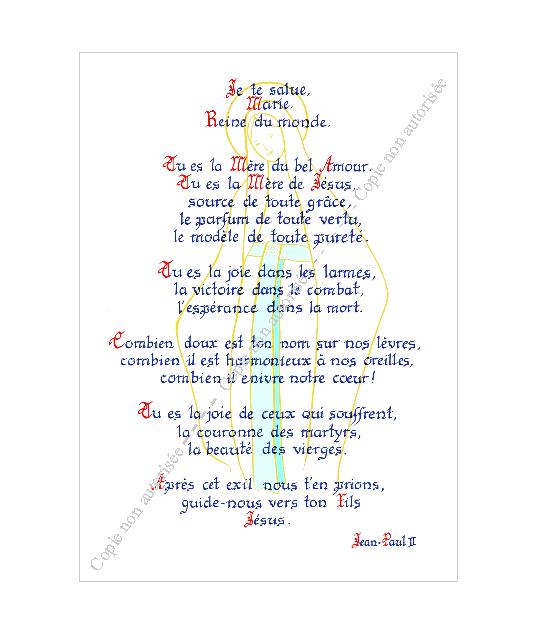 Je te salue,
Marie.
Reine du monde.
Tu es la Mère du bel Amour.
Tu es la Mère de Jésus,
source de toute grâce,
le parfum de toute vertu,
le modèle de toute pureté.
Tu es la joie dans les larmes,
la victoire dans le combat,
l'espérance dans la mort.
Combien doux est ton nom sur nos lèvres,
combien il est harmonieux à nos oreilles,
combien il enivre notre cœur!
Tu es la joie de ceux qui souffrent,
la couronne des martyrs,
la beauté des vierges.
Après cet exil nous t'en prions,
guide-nous vers ton Fils
Jésus.
Jean-Paul II
Copie non autorisée - - - - Copie non autorisée - - - - Copie non autorisée